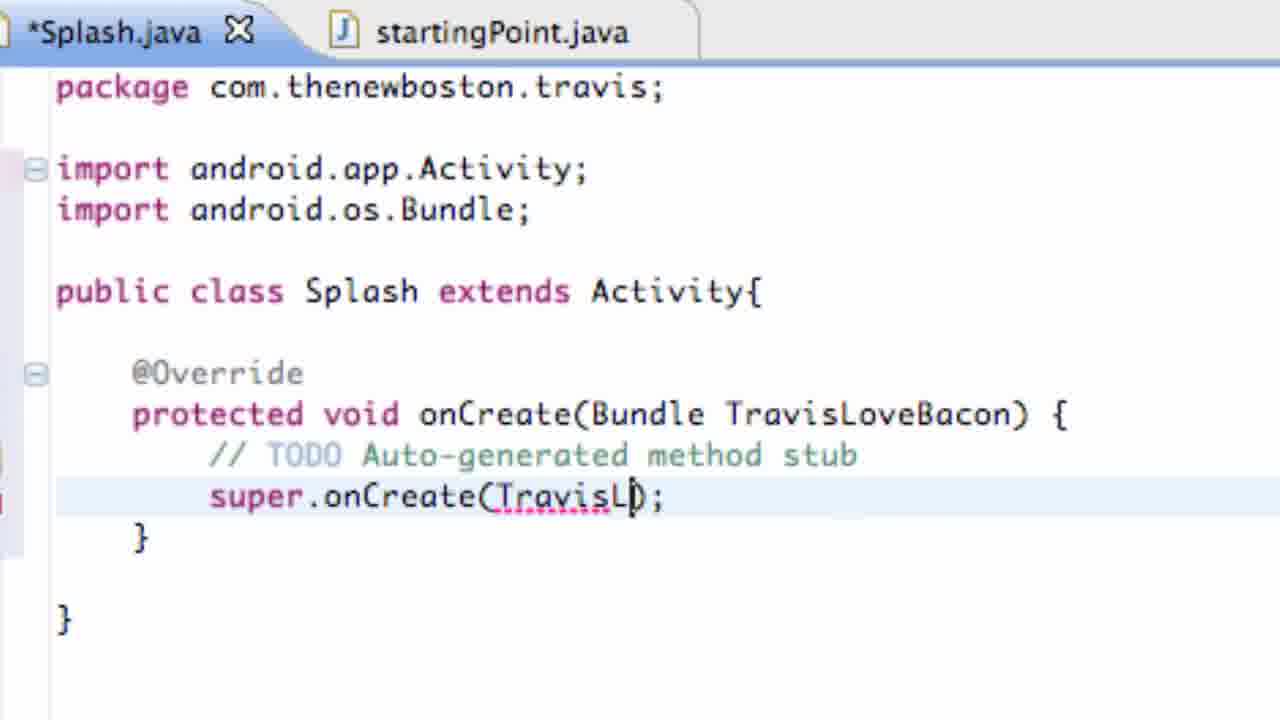 *Splash.java startingPoint.java
package com.thenewboston.travis;
import android.app.Activity;
import android.os.Bundle;
public class Splash extends Activity{
@Override
protected void onCreate(Bundle TravisLoveBacon) {
// TODO Auto-generated method stub
super.onCreate(TravisL);
}
}